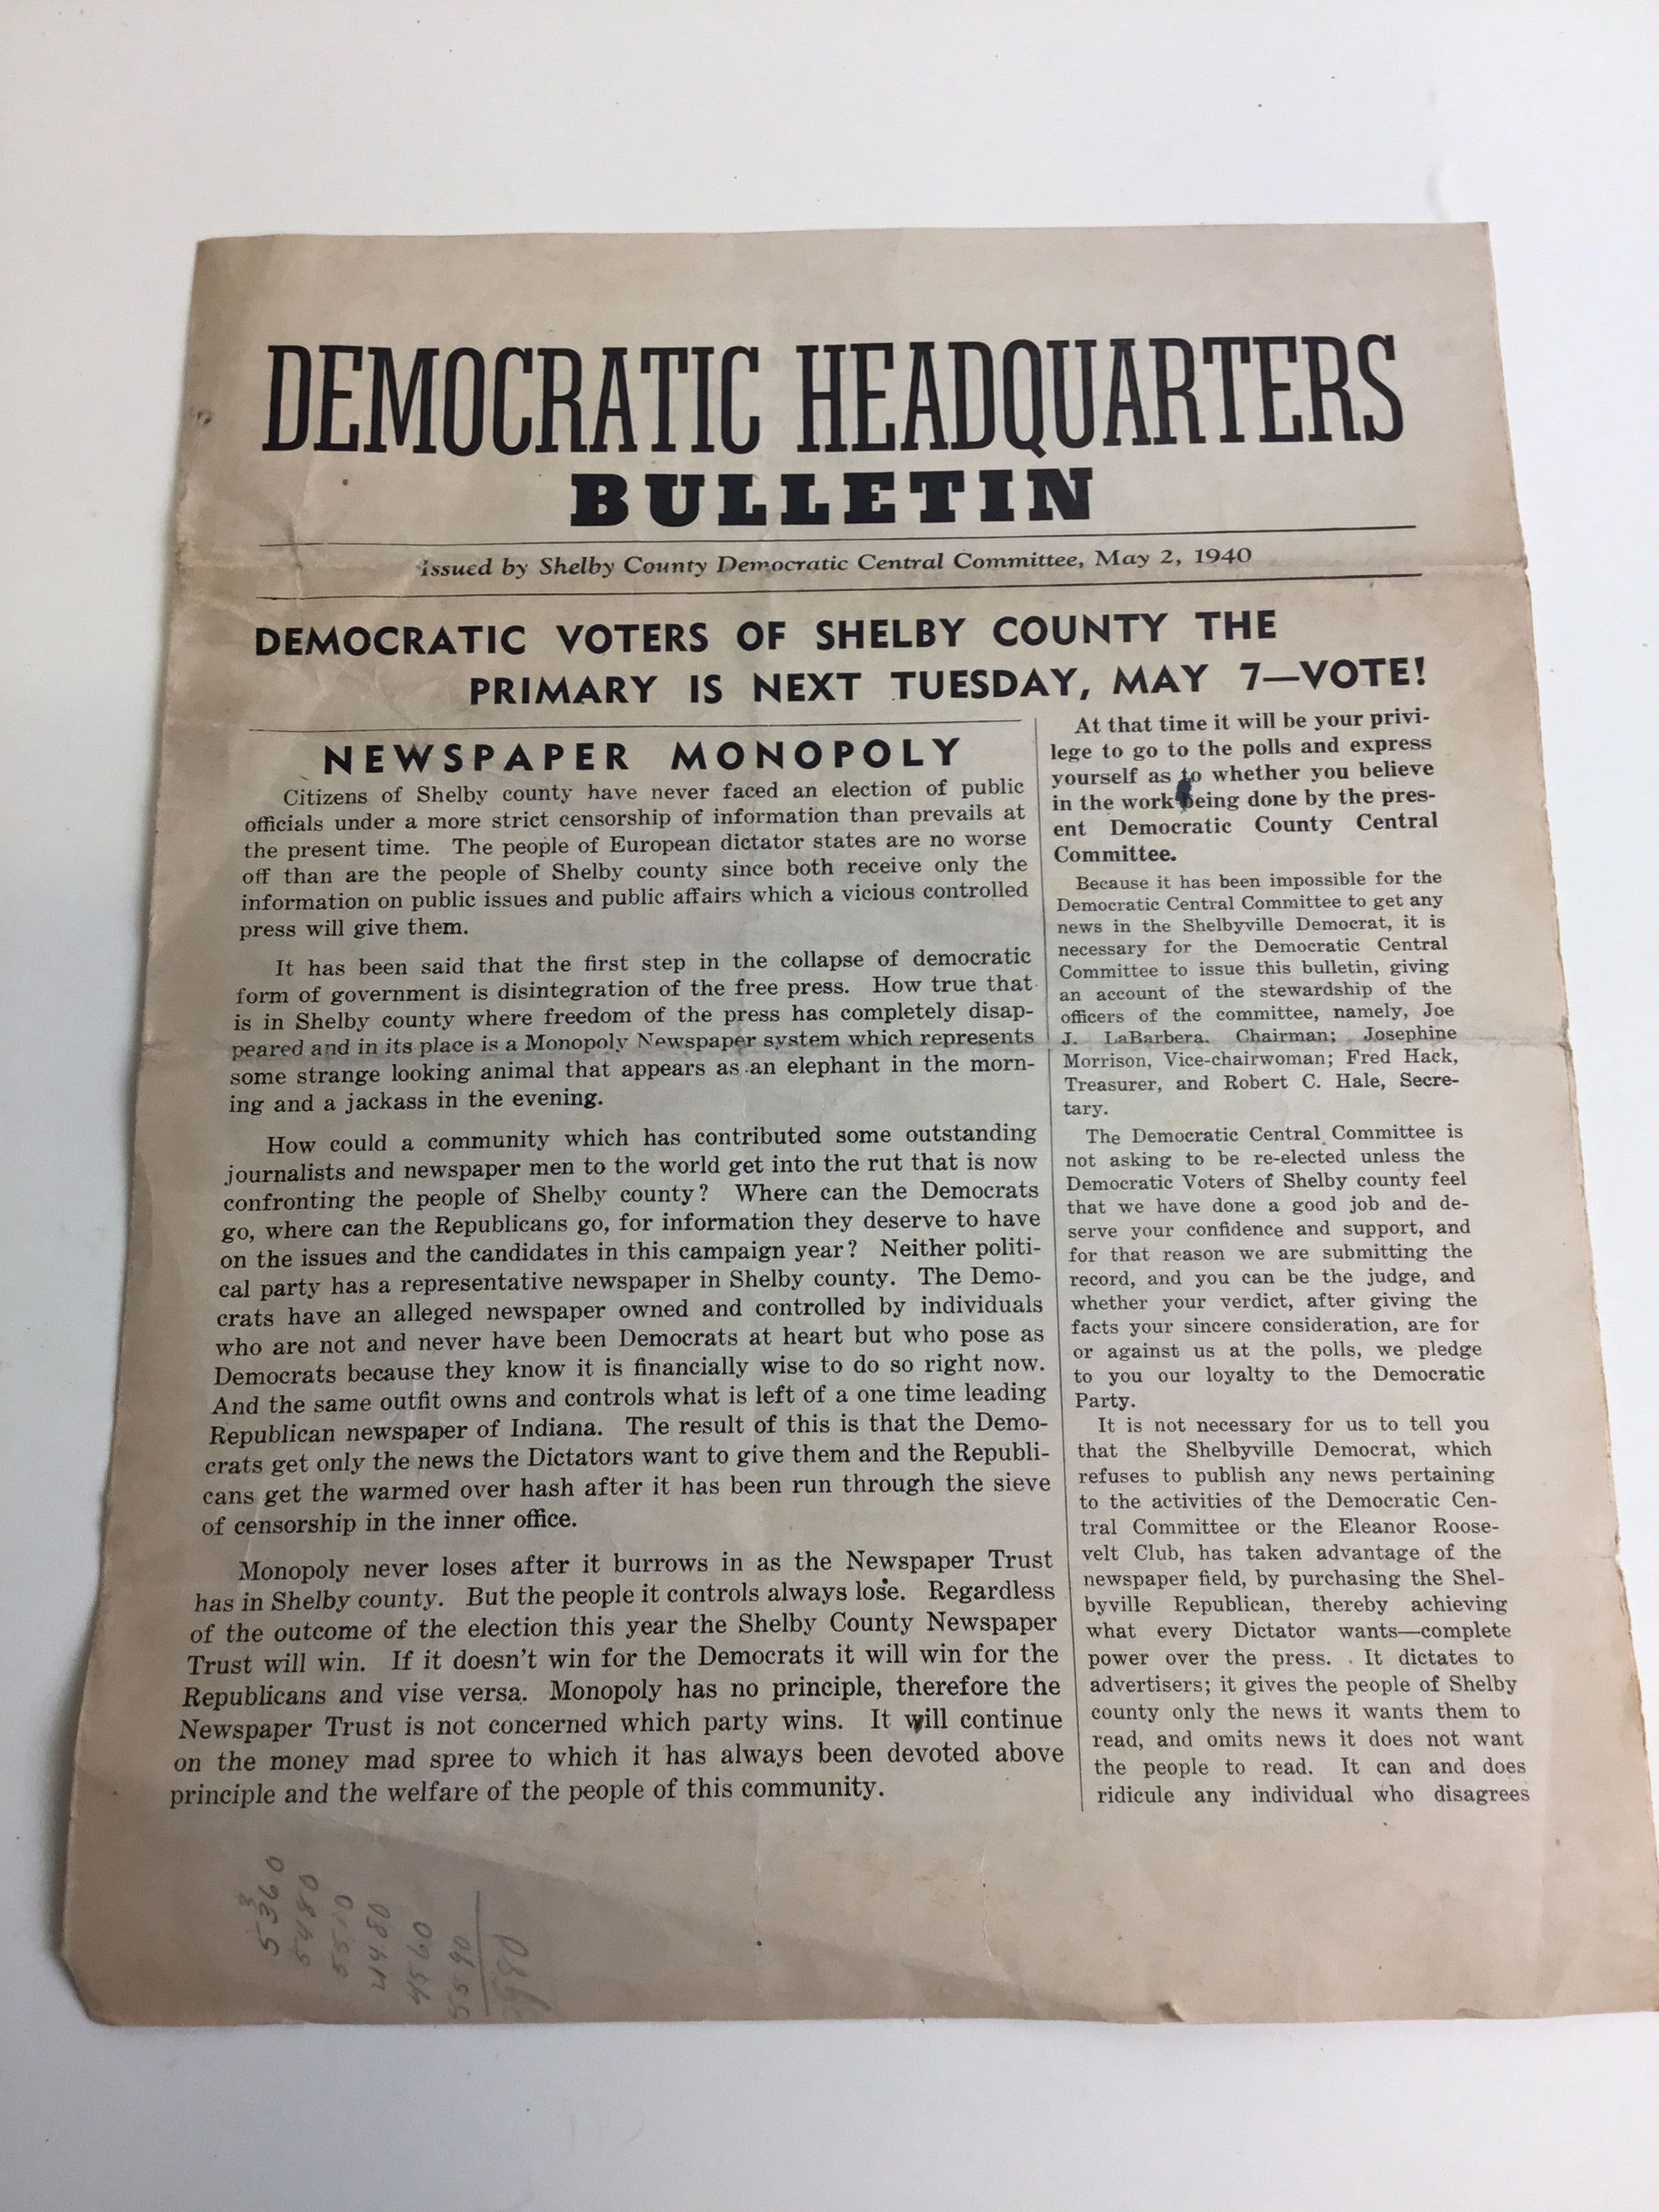 DEMOCRATIC HEADQUARTERS
BULLETIN
Issued by Shelby County Democratic Central Committee, May 2, 1940
DEMOCRATIC VOTERS OF SHELBY COUNTY THE
PRIMARY IS NEXT TUESDAY, MAY 7—VOTE!
NEWSPAPER MONOPOLY
Citizens of Shelby county have never faced an election of public
officials under a more strict censorship of information than prevails at
the present time. The people of European dictator states are no worse
off than are the people of Shelby county since both receive only the
information on public issues and public affairs which a vicious controlled
press will give them.
It has been said that the first step in the collapse of democratic
form of government is disintegration of the free press. How true that
is in Shelby county where freedom of the press has completely disap-
peared and in its place is a Monopoly Newspaper system which represents
some strange looking animal that appears as an elephant in the morn-
ing and a jackass in the evening.
How could a community which has contributed some outstanding
journalists and newspaper men to the world get into the rut that is now
confronting the people of Shelby county? Where can the Democrats
go, where can the Republicans go, for information they deserve to have
on the issues and the candidates in this campaign year? Neither politi-
cal party has a representative newspaper in Shelby county. The Demo-
crats have an alleged newspaper owned and controlled by individuals
who are not and never have been Democrats at heart but who pose as
Democrats because they know it is financially wise to do so right now.
And the same outfit owns and controls what is left of a one time leading
Republican newspaper of Indiana. The result of this is that the Demo-
crats get only the news the Dictators want to give them and the Republi-
cans get the warmed over hash after it has been run through the sieve
of censorship in the inner office.
Monopoly never loses after it burrows in as the Newspaper Trust
has in Shelby county. But the people it controls always lose. Regardless
of the outcome of the election this year the Shelby County Newspaper
Trust will win. If it doesn't win for the Democrats it will win for the
Republicans and vise versa. Monopoly has no principle, therefore the
Newspaper Trust is not concerned which party wins. It will continue
on the money mad spree to which it has always been devoted above
principle and the welfare of the people of this community.
At that time it will be your privi-
lege to go to the polls and express
yourself as to whether you believe
in the work being done by the pres-
ent Democratic County Central
Committee.
Because it has been impossible for the
Democratic Central Committee to get any
news in the Shelbyville Democrat, it is
necessary for the Democratic Central
Committee to issue this bulletin, giving
an account of the stewardship of the
officers of the committee, namely, Joe
J. LaBarbera. Chairman; Josephine
Morrison, Vice-chairwoman; Fred Hack,
Treasurer, and Robert C. Hale, Secre-
tary.
The Democratic Central Committee is
not asking to be re-elected unless the
Democratic Voters of Shelby county feel
that we have done a good job and de-
serve your confidence and support, and
for that reason we are submitting the
record, and you can be the judge, and
whether your verdict, after giving the
facts your sincere consideration, are for
or against us at the polls, we pledge
to you our loyalty to the Democratic
Party.
It is not necessary for us to tell you
that the Shelbyville Democrat, which
refuses to publish any news pertaining
to the activities of the Democratic Cen-
tral Committee or the Eleanor Roose-
velt Club, has taken advantage of the
newspaper field, by purchasing the Shel-
byville Republican, thereby achieving
what every Dictator wants—complete
power over the press. It dictates to
advertisers; it gives the people of Shelby
county only the news it wants them to
read, and omits news it does not want
the people to read. It can and does
ridicule any individual who disagrees
5480
4480
4560
5590